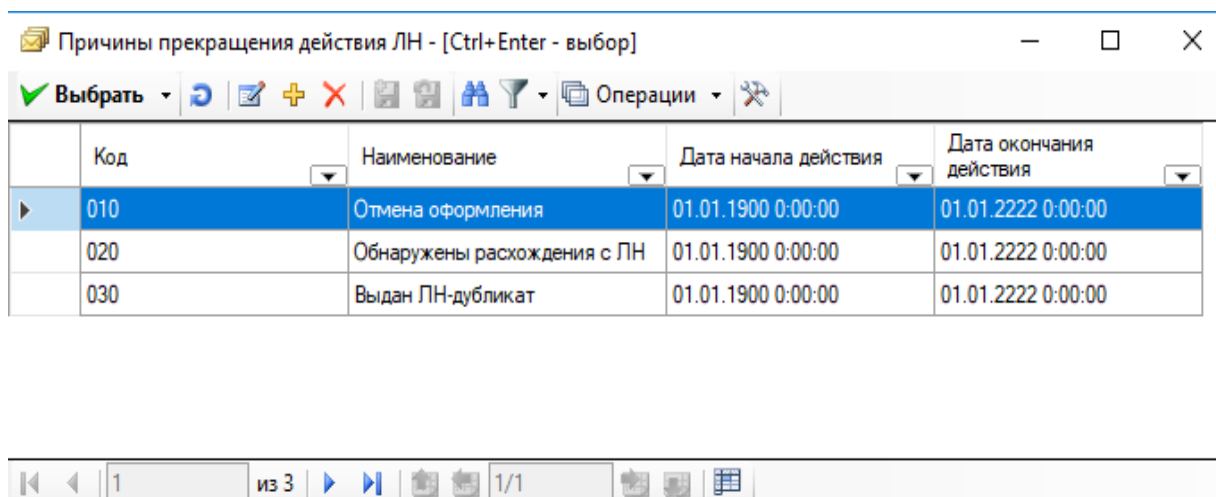 Причины прекращения действия ЛН - [Ctrl+Enter - выбор]
Выбрать Операции
Код Наименование Дата начала действия Дата окончания действия
010 Отмена оформления 01.01.1900 0:00:00 01.01.2222 0:00:00
020 Обнаружены расхождения с ЛН 01.01.1900 0:00:00 01.01.2222 0:00:00
030 Выдан ЛН-дубликат 01.01.1900 0:00:00 01.01.2222 0:00:00
1 из 3 1/1